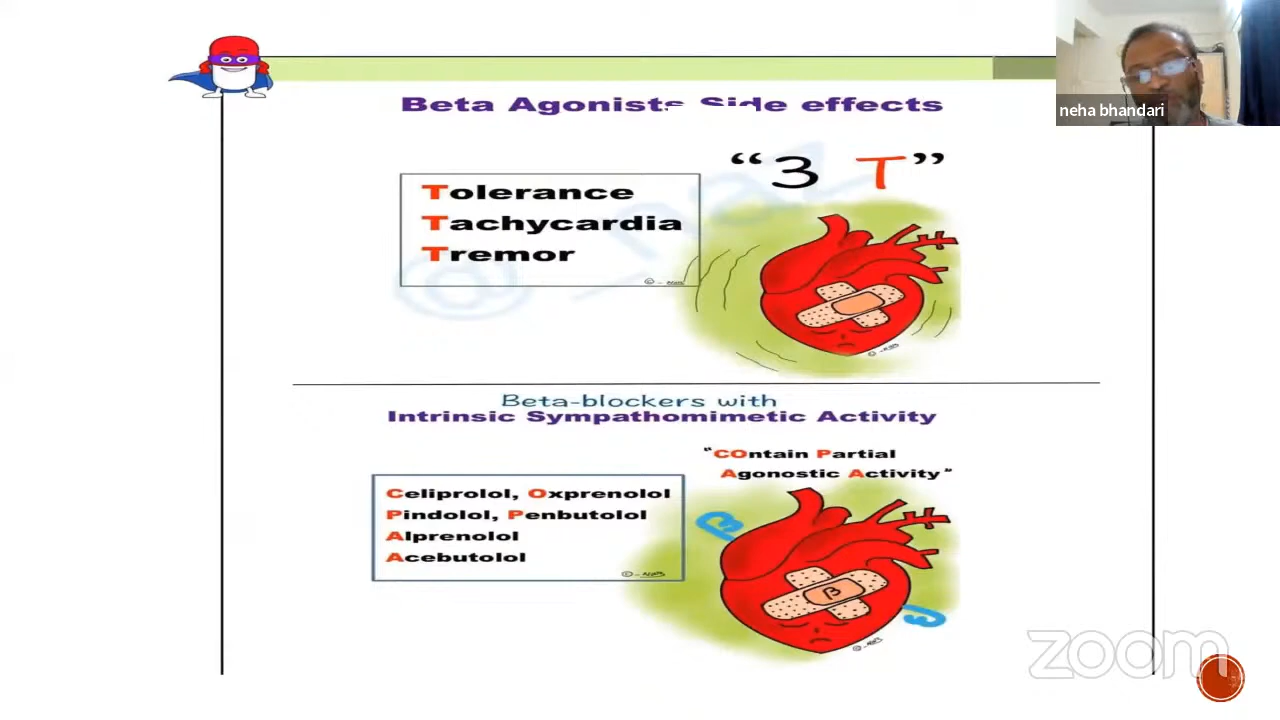 Beta Agonists Side effects
neha bhandari
"3 T"
Tolerance
Tachycardia
Tremor
Beta-blockers with
Intrinsic Sympathomimetic Activity
"COntain Partial
Agonostic Activity"
Celiprolol, Oxprenolol
Pindolol, Penbutolol
Alprenolol
Acebutolol
β
β
zoom